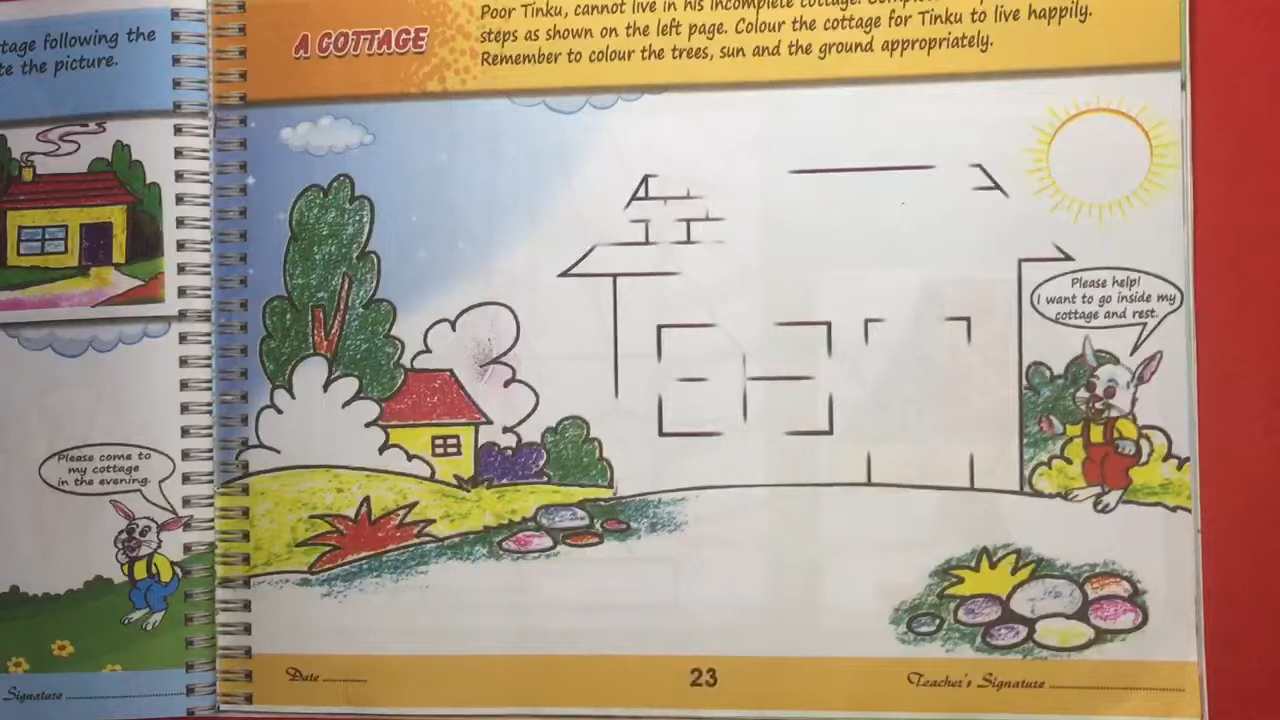 tage following the
te the picture.
Please come to
my cottage
in the evening.
Signature
A COTTAGE
Poor Tinku, cannot live in his incomplete cottage.
steps as shown on the left page. Colour the cottage for Tinku to live happily.
Remember to colour the trees, sun and the ground appropriately.
Please help!
I want to go inside my
cottage and rest.
Date
23
Teacher's Signature